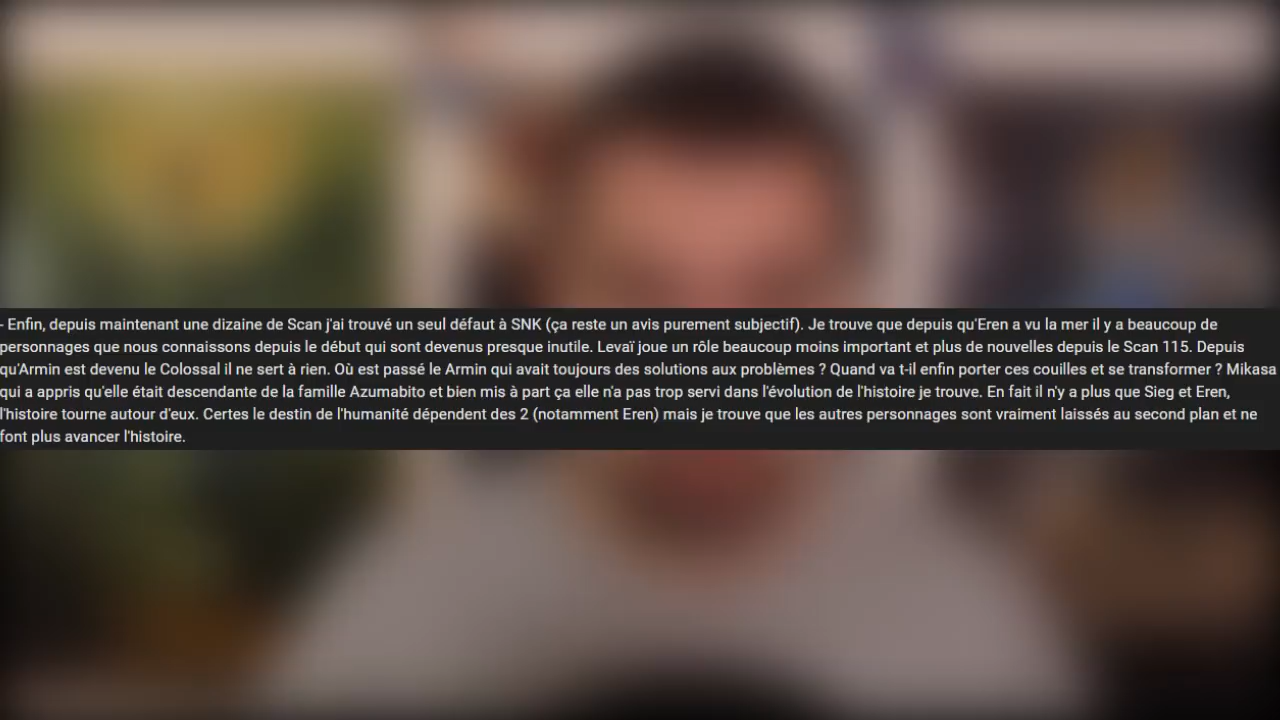 - Enfin, depuis maintenant une dizaine de Scan j'ai trouvé un seul défaut à SNK (ça reste un avis purement subjectif). Je trouve que depuis qu'Eren a vu la mer il y a beaucoup de
personnages que nous connaissons depuis le début qui sont devenus presque inutile. Levaï joue un rôle beaucoup moins important et plus de nouvelles depuis le Scan 115. Depuis
qu'Armin est devenu le Colossal il ne sert à rien. Où est passé le Armin qui avait toujours des solutions aux problèmes ? Quand va t-il enfin porter ces couilles et se transformer ? Mikasa
qui a appris qu'elle était descendante de la famille Azumabito et bien mis à part ça elle n'a pas trop servi dans l'évolution de l'histoire je trouve. En fait il n'y a plus que Sieg et Eren,
l'histoire tourne autour d'eux. Certes le destin de l'humanité dépendent des 2 (notamment Eren) mais je trouve que les autres personnages sont vraiment laissés au second plan et ne
font plus avancer l'histoire.